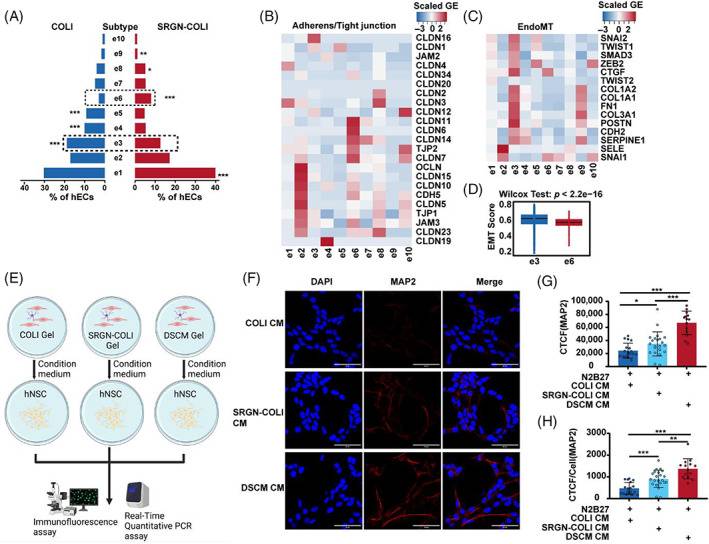 (A)
COLI Subtype SRGN-COLI
e10
e9 **
e8 *
e7
e6 ***
*** e5
*** e4
*** e3
e2
e1 ***
40 20 0 0 20 40
% of hECs % of hECs
(B)
Scaled GE
−3 0 3
Adherens/Tight junction
CLDN16
CLDN1
JAM2
CLDN4
CLDN34
CLDN20
CLDN2
CLDN3
CLDN12
CLDN11
CLDN6
CLDN14
TJP2
CLDN7
OCLN
CLDN15
CLDN10
CDH5
CLDN5
TJP1
JAM3
CLDN23
CLDN19
e1 e2 e3 e4 e5 e6 e7 e8 e9 e10
(C)
Scaled GE
−3 0 3
EndoMT
SNAI2
TWIST1
SMAD3
ZEB2
CTGF
TWIST2
COL1A2
COL1A1
FN1
COL3A1
POSTN
CDH2
SERPINE1
SELE
SNAI1
e1 e2 e3 e4 e5 e6 e7 e8 e9 e10
(D)
Wilcox Test: p < 2.2e−16
EMT Score
0.8
0.6
0.4
0.2
e3 e6
(E)
COLI Gel
SRGN-COLI
Gel
DSCM Gel
Condition
medium
Condition
medium
Condition
medium
hNSC hNSC hNSC
Immunofluorescence
assay
Real-Time
Quantitative PCR
assay
(F)
DAPI MAP2 Merge
COLI CM
SRGN-COLI
CM
DSCM CM
(G)
***
* ***
CTCF(MAP2)
100,000
80,000
60,000
40,000
20,000
0
N2B27 + + +
COLI CM +
SRGN-COLI CM +
DSCM CM +
(H)
***
*** **
CTCF/Cell(MAP2)
3000
2000
1000
0
N2B27 + + +
COLI CM +
SRGN-COLI CM +
DSCM CM +